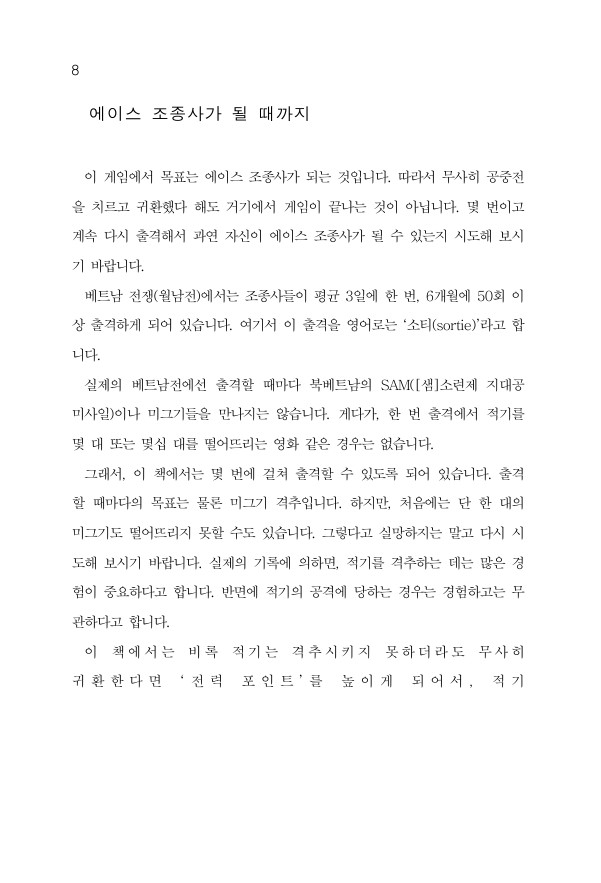 8
에이스 조종사가 될 때까지
이 게임에서 목표는 에이스 조종사가 되는 것입니다. 따라서 무사히 공중전
을 치르고 귀환했다 해도 거기에서 게임이 끝나는 것이 아닙니다. 몇 번이고
계속 다시 출격해서 과연 자신이 에이스 조종사가 될 수 있는지 시도해 보시
기 바랍니다.
베트남 전쟁(월남전)에서는 조종사들이 평균 3일에 한 번, 6개월에 50회 이
상 출격하게 되어 있습니다. 여기서 이 출격을 영어로는 ‘소티(sortie)’라고 합
니다.
실제의 베트남전에선 출격할 때마다 북베트남의 SAM([샘]소련제 지대공
미사일)이나 미그기들을 만나지는 않습니다. 게다가, 한 번 출격에서 적기를
몇 대 또는 몇십 대를 떨어뜨리는 영화 같은 경우는 없습니다.
그래서, 이 책에서는 몇 번에 걸쳐 출격할 수 있도록 되어 있습니다. 출격
할 때마다의 목표는 물론 미그기 격추입니다. 하지만, 처음에는 단 한 대의
미그기도 떨어뜨리지 못할 수도 있습니다. 그렇다고 실망하지는 말고 다시 시
도해 보시기 바랍니다. 실제의 기록에 의하면, 적기를 격추하는 데는 많은 경
험이 중요하다고 합니다. 반면에 적기의 공격에 당하는 경우는 경험하고는 무
관하다고 합니다.
이 책에서는 비록 적기는 격추시키지 못하더라도 무사히
귀환한다면 ‘전력 포인트’를 높이게 되어서, 적기